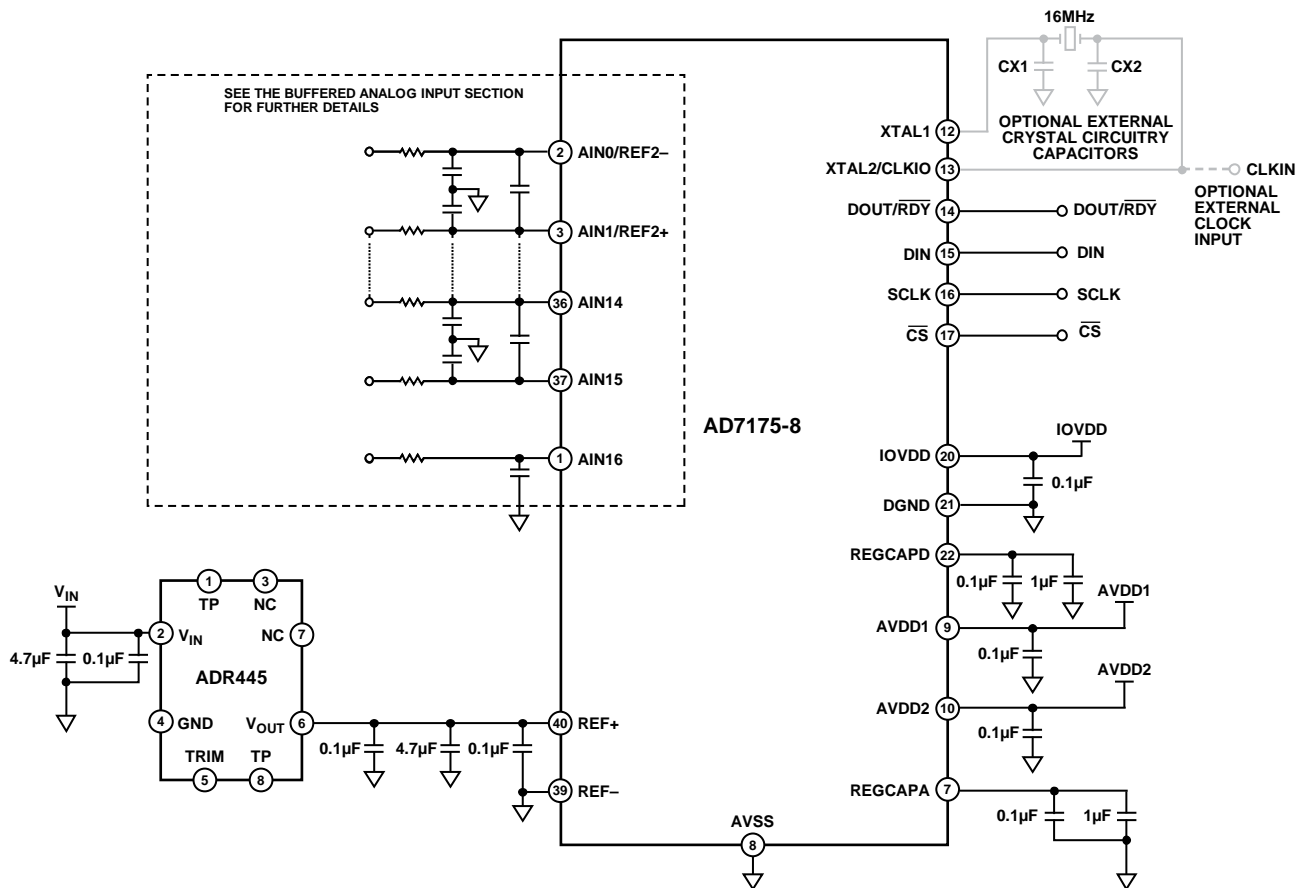 16MHz
CX1
CX2
SEE THE BUFFERED ANALOG INPUT SECTION
FOR FURTHER DETAILS
OPTIONAL EXTERNAL
CRYSTAL CIRCUITRY
CAPACITORS
XTAL1 12
2 AIN0/REF2–
XTAL2/CLKIO 13
CLKIN
OPTIONAL
EXTERNAL
CLOCK
INPUT
DOUT/RDY 14 DOUT/RDY
3 AIN1/REF2+
DIN 15 DIN
SCLK 16 SCLK
36 AIN14
CS 17 CS
37 AIN15
AD7175-8
IOVDD
1 AIN16
IOVDD 20
0.1µF
DGND 21
REGCAPD 22
0.1µF 1µF
AVDD1
AVDD1 9
0.1µF
AVDD2
AVDD2 10
0.1µF
VIN
1 3
TP NC
2 VIN
NC 7
4.7µF 0.1µF
ADR445
4 GND
VOUT 6
TRIM TP
5 8
0.1µF 4.7µF 0.1µF
40 REF+
39 REF–
REGCAPA 7
0.1µF 1µF
AVSS
8